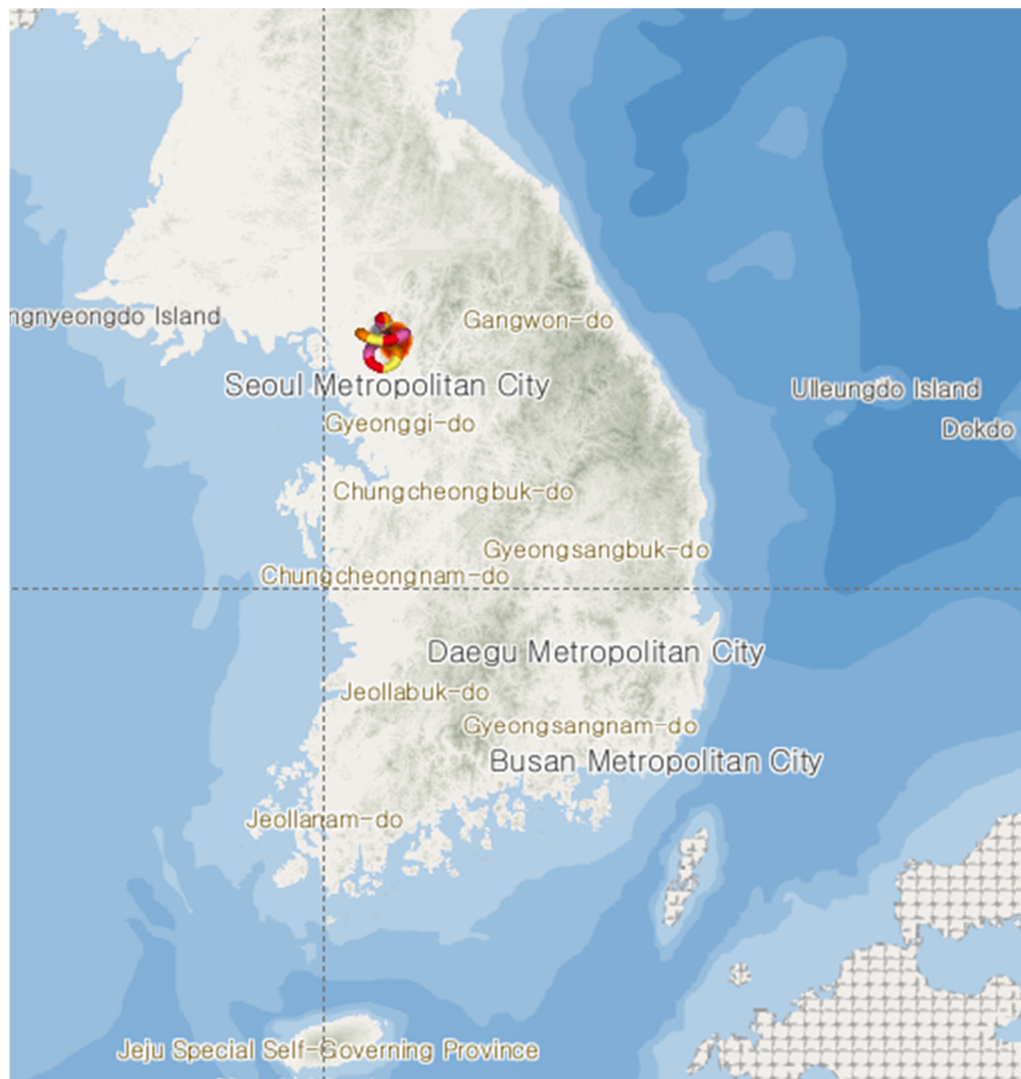 ngnyeongdo Island
Gangwon-do
Seoul Metropolitan City
Ulleungdo Island
Gyeonggi-do
Dokdo
Chungcheongbuk-do
Gyeongsangbuk-do
Chungcheongnam-do
Daegu Metropolitan City
Jeollabuk-do
Gyeongsangnam-do
Busan Metropolitan City
Jeollanam-do
Jeju Special Self-Governing Province